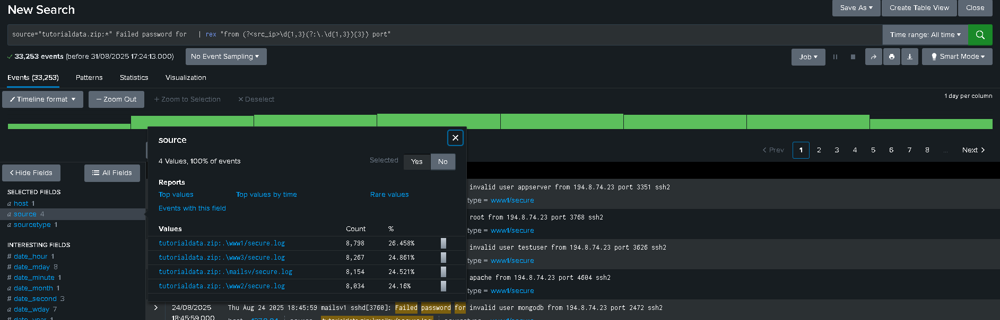 New Search
Save As ▾ Create Table View Close
source="tutorialdata.zip:*" Failed password for | rex "from (?<src_ip>\d{1,3}(?:\.\d{1,3}){3}) port"
Time range: All time ▾
✓ 33,253 events (before 31/08/2025 17:24:13.000) No Event Sampling ▾
Job ▾ Smart Mode ▾
Events (33,253) Patterns Statistics Visualization
Timeline format ▾ — Zoom Out + Zoom to Selection × Deselect
1 day per column
source
4 Values, 100% of events
Selected Yes No
Reports
Top values Top values by time Rare values
Events with this field
Values Count %
tutorialdata.zip:.\www1/secure.log 8,798 26.458%
tutorialdata.zip:.\www3/secure.log 8,267 24.861%
tutorialdata.zip:.\mailsv/secure.log 8,154 24.521%
tutorialdata.zip:.\www2/secure.log 8,034 24.16%
< Prev 1 2 3 4 5 6 7 8 ... Next >
< Hide Fields All Fields
SELECTED FIELDS
a host 1
a source 4
a sourcetype 1
INTERESTING FIELDS
# date_hour 1
# date_mday 8
# date_minute 1
a date_month 1
# date_second 3
a date_wday 7
# date_year 1
invalid user appserver from 194.8.74.23 port 3351 ssh2
type = www1/secure
root from 194.8.74.23 port 3768 ssh2
type = www1/secure
invalid user testuser from 194.8.74.23 port 3626 ssh2
type = www1/secure
apache from 194.8.74.23 port 4604 ssh2
type = www1/secure
> 24/08/2025 Thu Aug 24 2025 18:45:59 mailsv1 sshd[3760]: Failed password for invalid user mongodb from 194.8.74.23 port 2472 ssh2
18:45:59.000